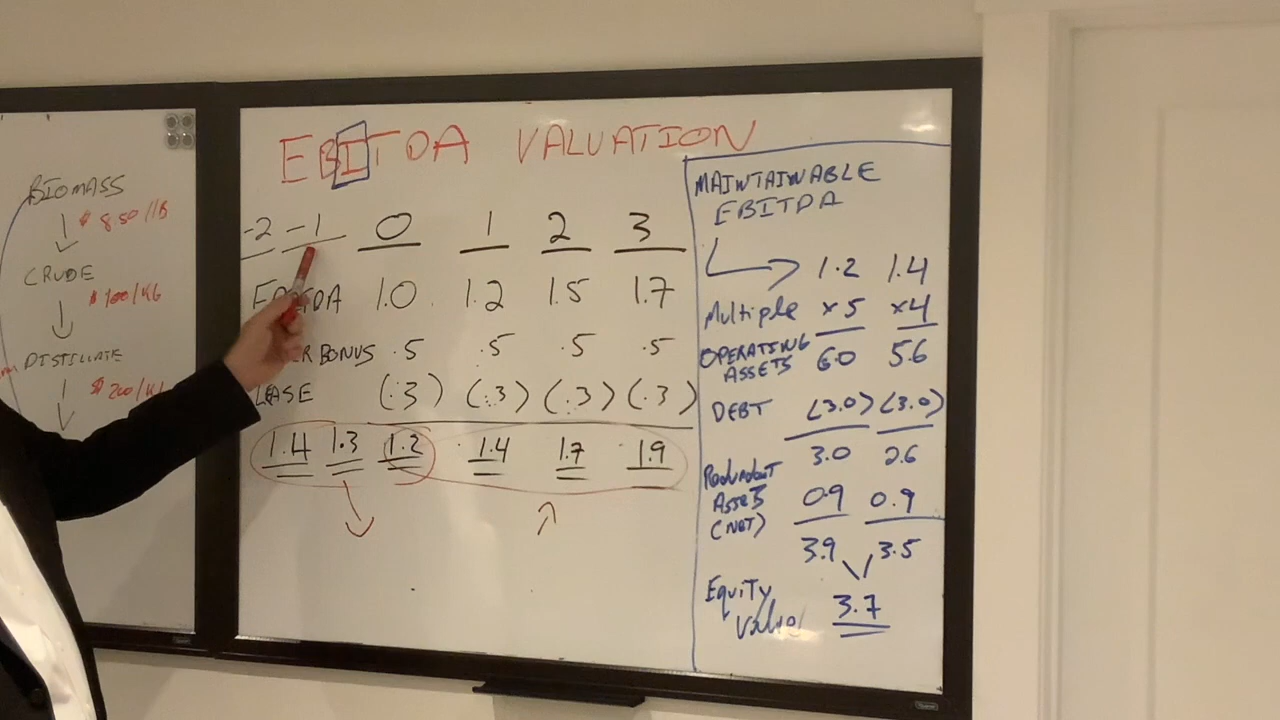 BIOMASS
$ 8.50/lB
CRUDE
$100/KG
DISTILLATE
EBITDA VALUATION
-2 -1 0 1 2 3
EBITDA 1.0 1.2 1.5 1.7
BONUS .5 .5 .5 .5
LEASE (.3) (.3) (.3) (.3)
1.4 1.3 1.2 1.4 1.7 1.9
MAINTAINABLE
EBITDA
1.2 1.4
Multiple x5 x4
OPERATING
ASSETS 6.0 5.6
DEBT (3.0) (3.0)
3.0 2.6
Redundant
Assets 0.9 0.9
(NET)
3.9 3.5
Equity
Value 3.7